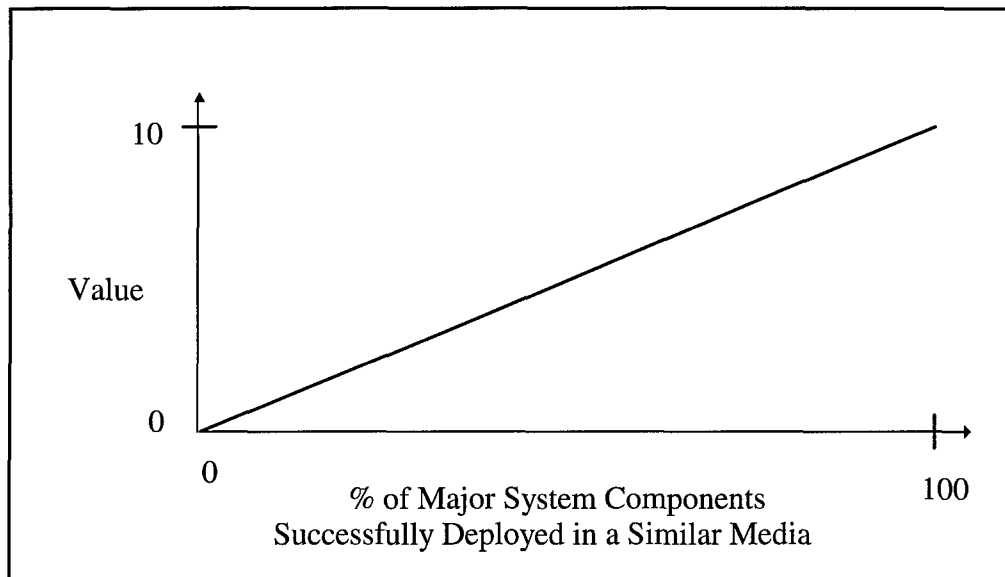 10
Value
0
0
100
% of Major System Components
Successfully Deployed in a Similar Media